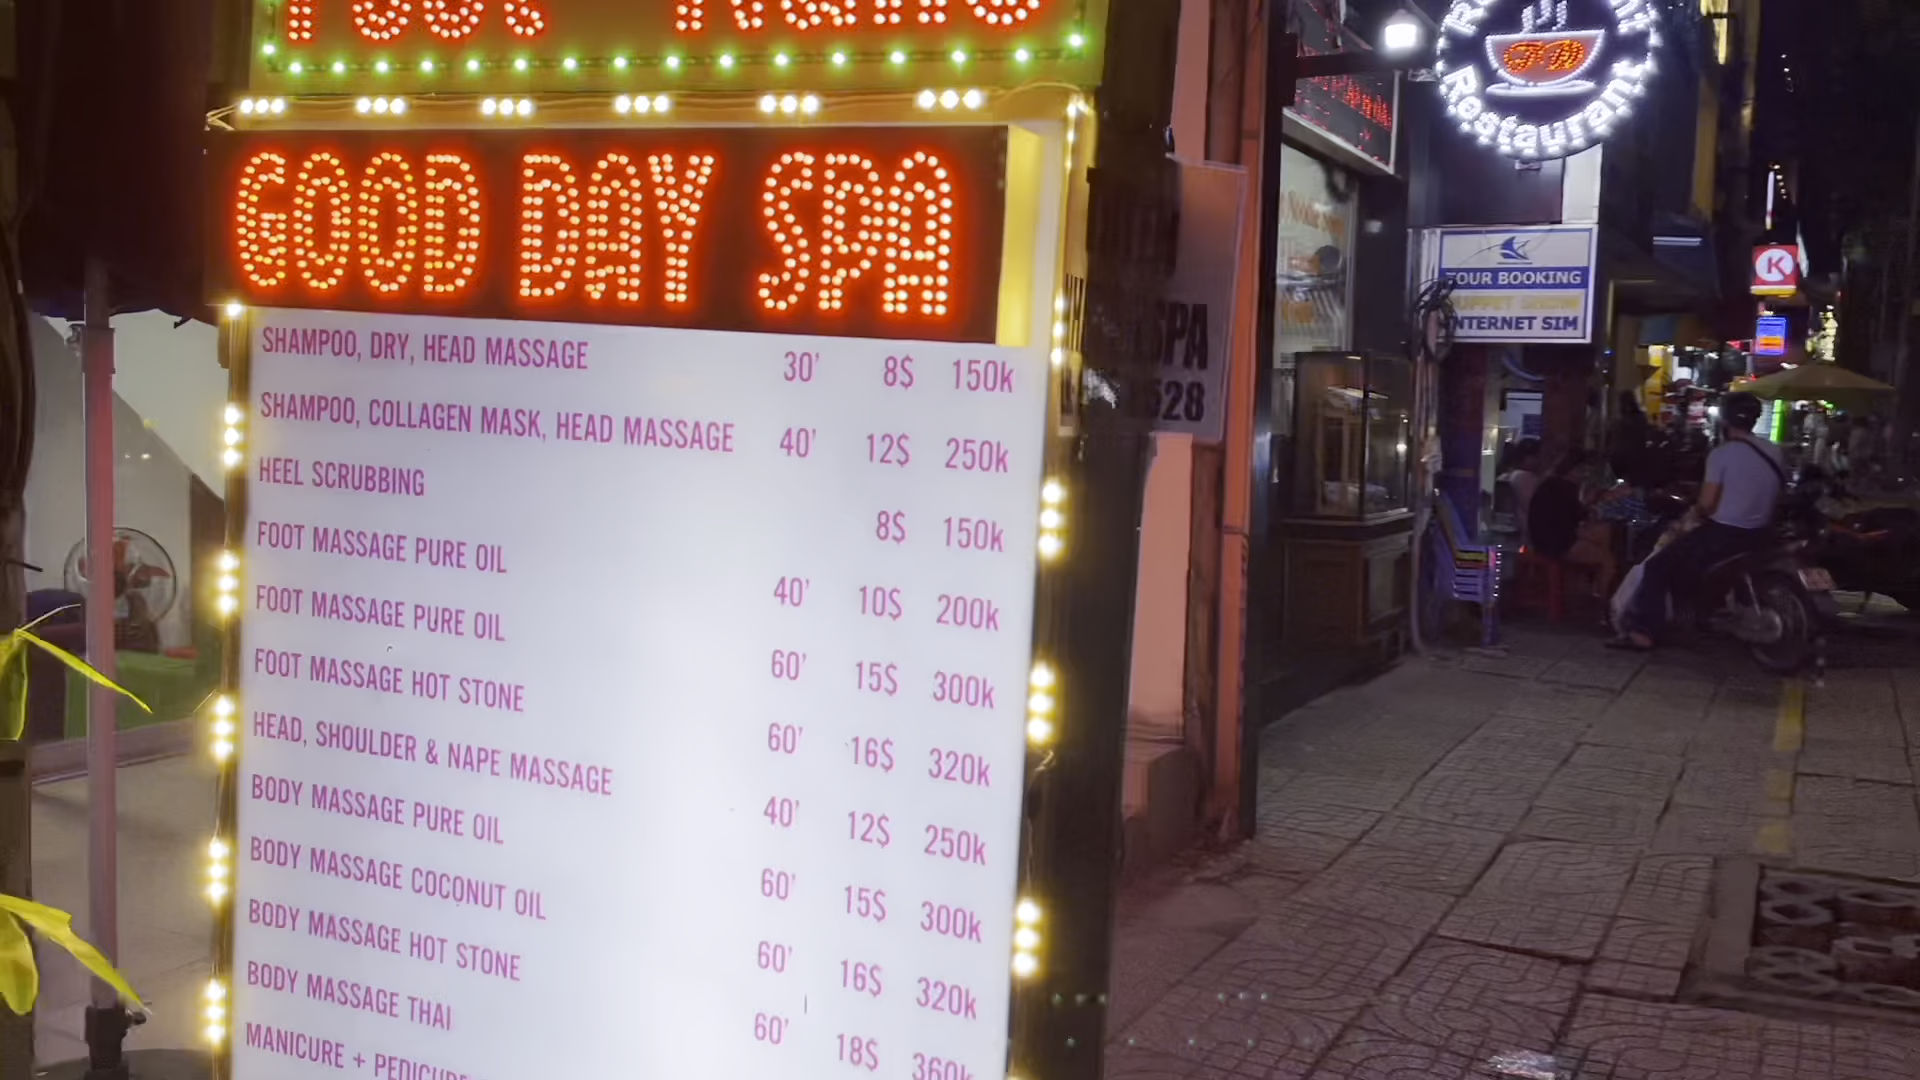 GOOD DAY SPA
SHAMPOO, DRY, HEAD MASSAGE 30' 8$ 150k
SHAMPOO, COLLAGEN MASK, HEAD MASSAGE 40' 12$ 250k
HEEL SCRUBBING 8$ 150k
FOOT MASSAGE PURE OIL 40' 10$ 200k
FOOT MASSAGE PURE OIL 60' 15$ 300k
FOOT MASSAGE HOT STONE 60' 16$ 320k
HEAD, SHOULDER & NAPE MASSAGE 40' 12$ 250k
BODY MASSAGE PURE OIL 60' 15$ 300k
BODY MASSAGE COCONUT OIL 60' 16$ 320k
BODY MASSAGE HOT STONE 60' 18$ 360k
BODY MASSAGE THAI
MANICURE + PEDICURE
SPA
528
Restaurant
TOUR BOOKING
PUPPET SHOW
INTERNET SIM
K